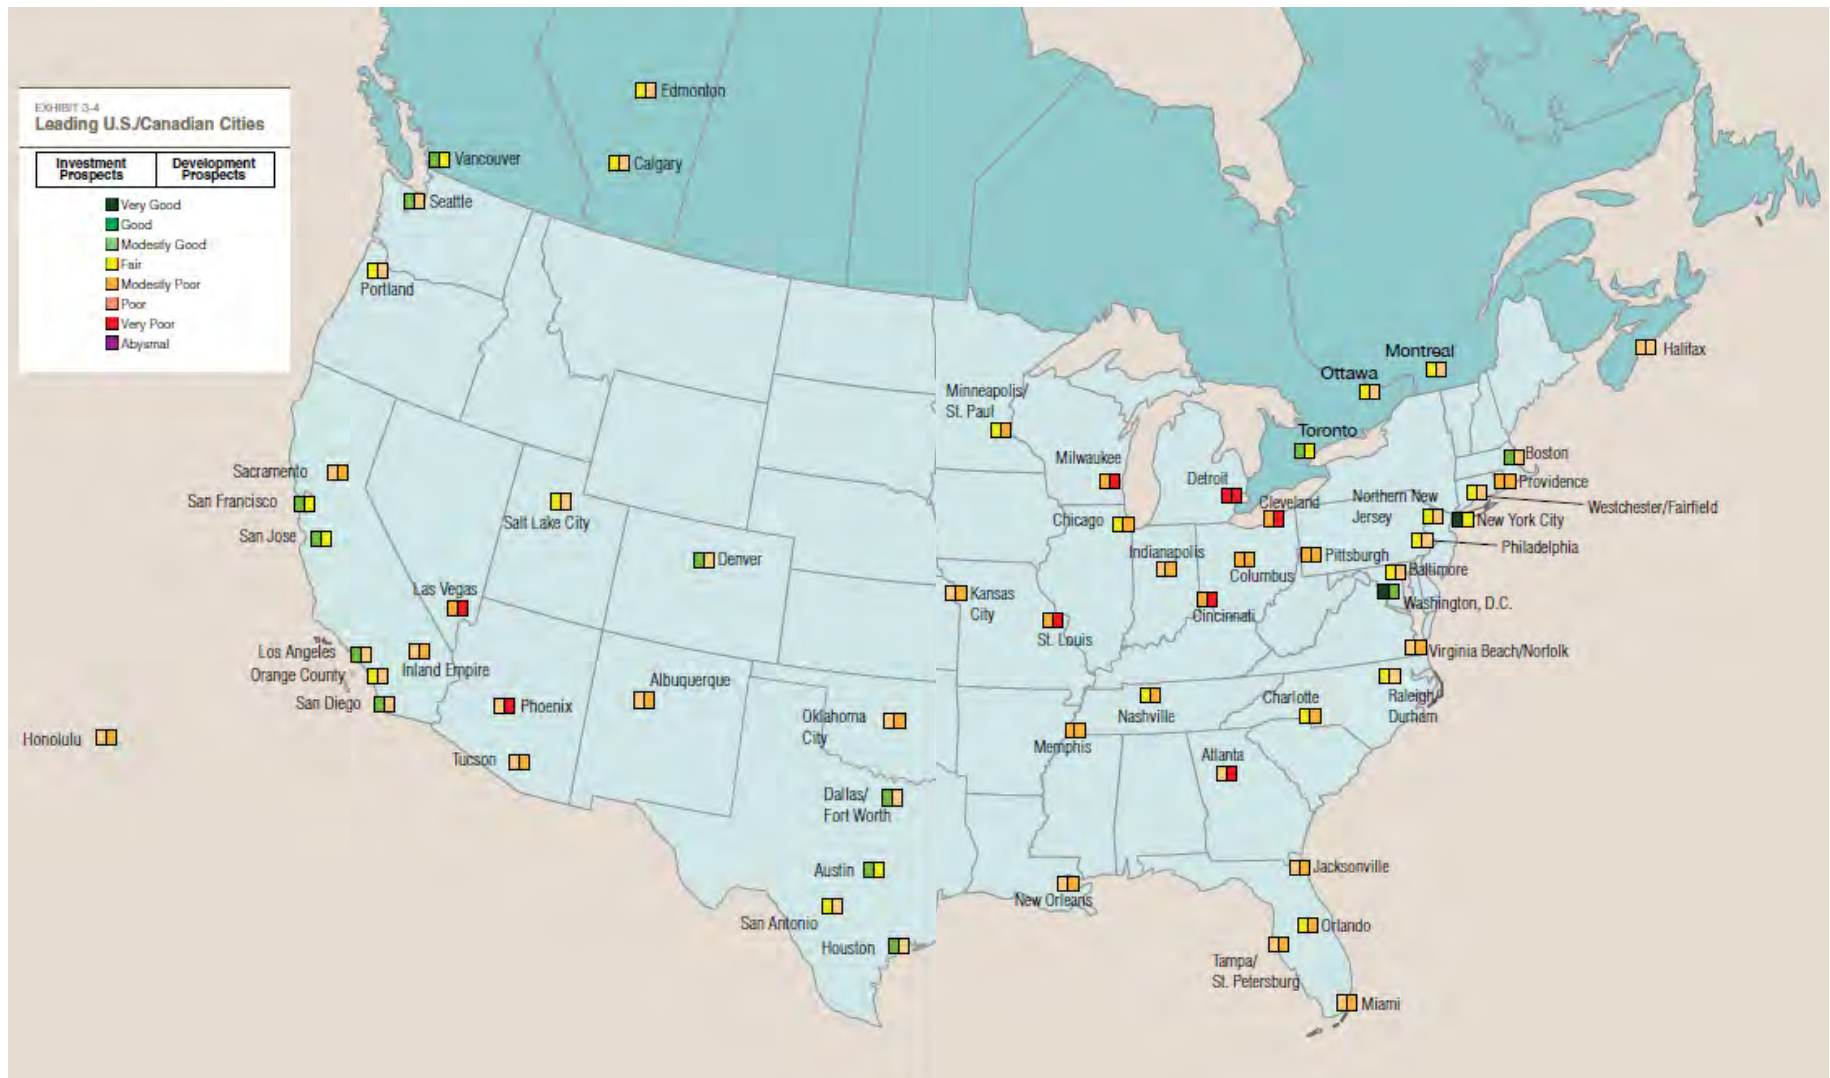 EXHIBIT 3-4
Leading U.S./Canadian Cities
Investment Prospects
Development Prospects
Very Good
Good
Modestly Good
Fair
Modestly Poor
Poor
Very Poor
Abysmal
Edmonton
Vancouver
Calgary
Seattle
Portland
Montreal
Halifax
Ottawa
Minneapolis/
St. Paul
Toronto
Milwaukee
Boston
Sacramento
Detroit
Providence
San Francisco
Salt Lake City
Cleveland
Northern New
Jersey
Westchester/Fairfield
Chicago
New York City
San Jose
Denver
Indianapolis
Columbus
Pittsburgh
Philadelphia
Baltimore
Las Vegas
Kansas
City
Cincinnati
Washington, D.C.
St. Louis
Los Angeles
Inland Empire
Virginia Beach/Norfolk
Orange County
Albuquerque
San Diego
Phoenix
Oklahoma
City
Nashville
Charlotte
Raleigh/
Durham
Honolulu
Tucson
Memphis
Atlanta
Dallas/
Fort Worth
Austin
Jacksonville
San Antonio
New Orleans
Orlando
Houston
Tampa/
St. Petersburg
Miami